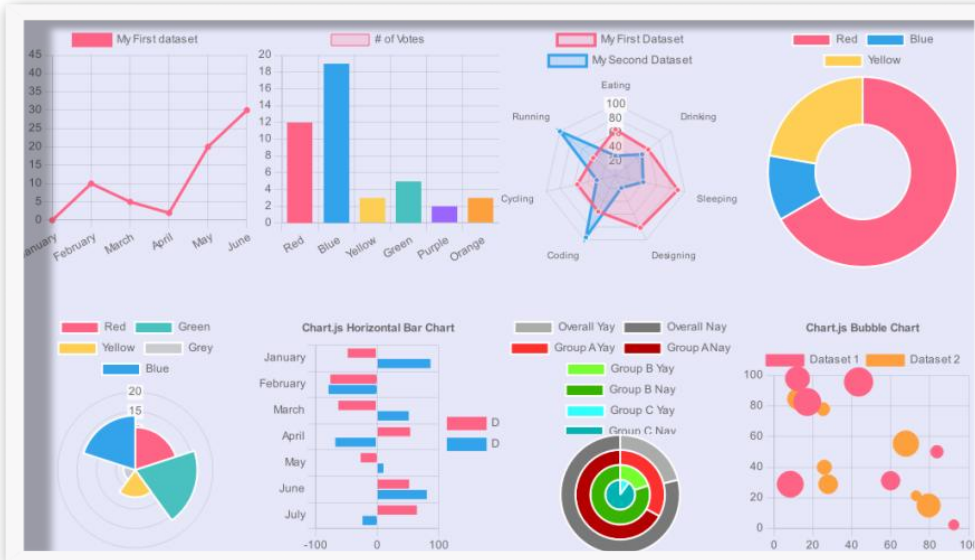 My First dataset
45
40
35
30
25
20
15
10
5
0
February
March
April
May
June
# of Votes
20
18
16
14
12
10
8
6
4
2
0
Red
Blue
Yellow
Green
Purple
Orange
My First Dataset
My Second Dataset
Eating
Drinking
Sleeping
Designing
Coding
Cycling
Running
100
80
60
40
20
Red Blue
Yellow
Red Green
Yellow Grey
Blue
20
15
Chart.js Horizontal Bar Chart
January
February
March
April
May
June
July
-100 0 100
D
D
Overall Yay Overall Nay
Group A Yay Group A Nay
Group B Yay
Group B Nay
Group C Yay
Group C Nay
Chart.js Bubble Chart
Dataset 1 Dataset 2
100
80
60
40
20
0
0 20 40 60 80